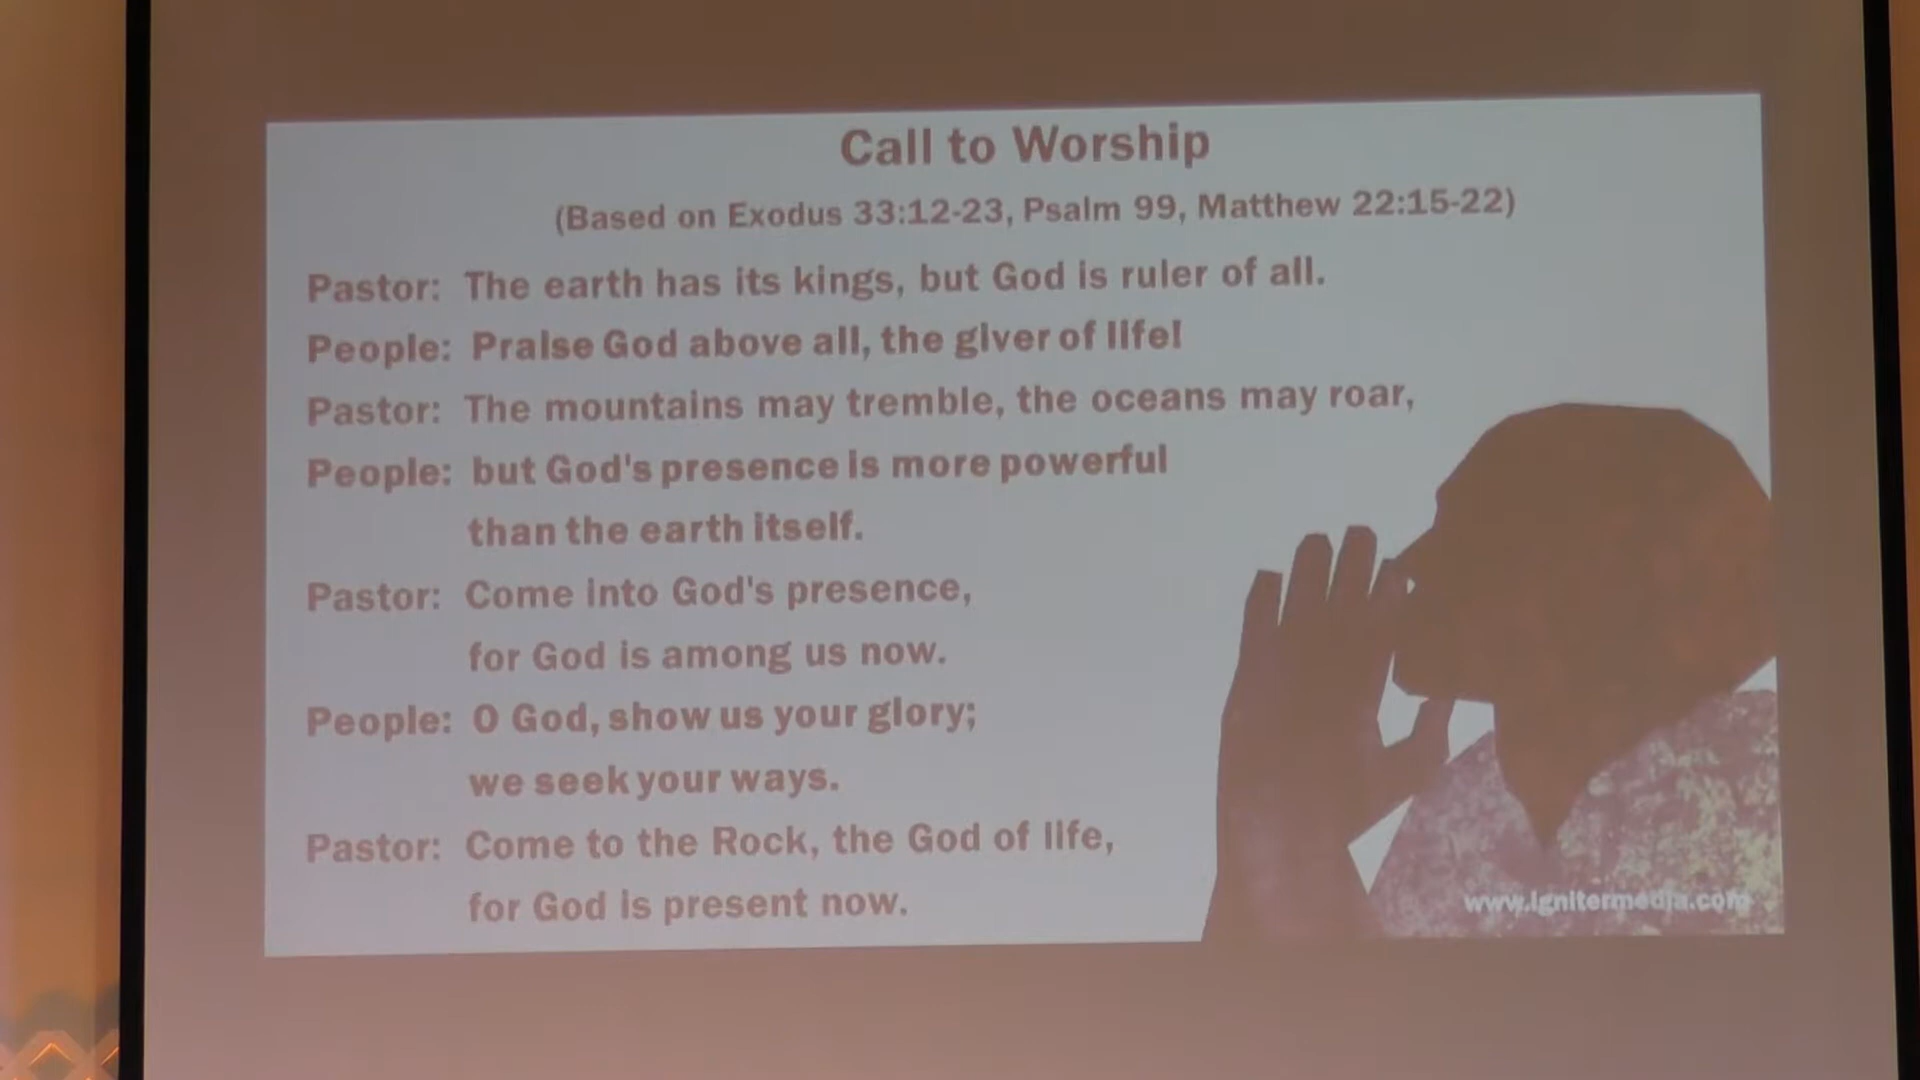 Call to Worship
(Based on Exodus 33:12-23, Psalm 99, Matthew 22:15-22)
Pastor: The earth has its kings, but God is ruler of all.
People: Praise God above all, the giver of life!
Pastor: The mountains may tremble, the oceans may roar,
People: but God's presence is more powerful
than the earth itself.
Pastor: Come into God's presence,
for God is among us now.
People: O God, show us your glory;
we seek your ways.
Pastor: Come to the Rock, the God of life,
for God is present now.
www.ignitermedia.com